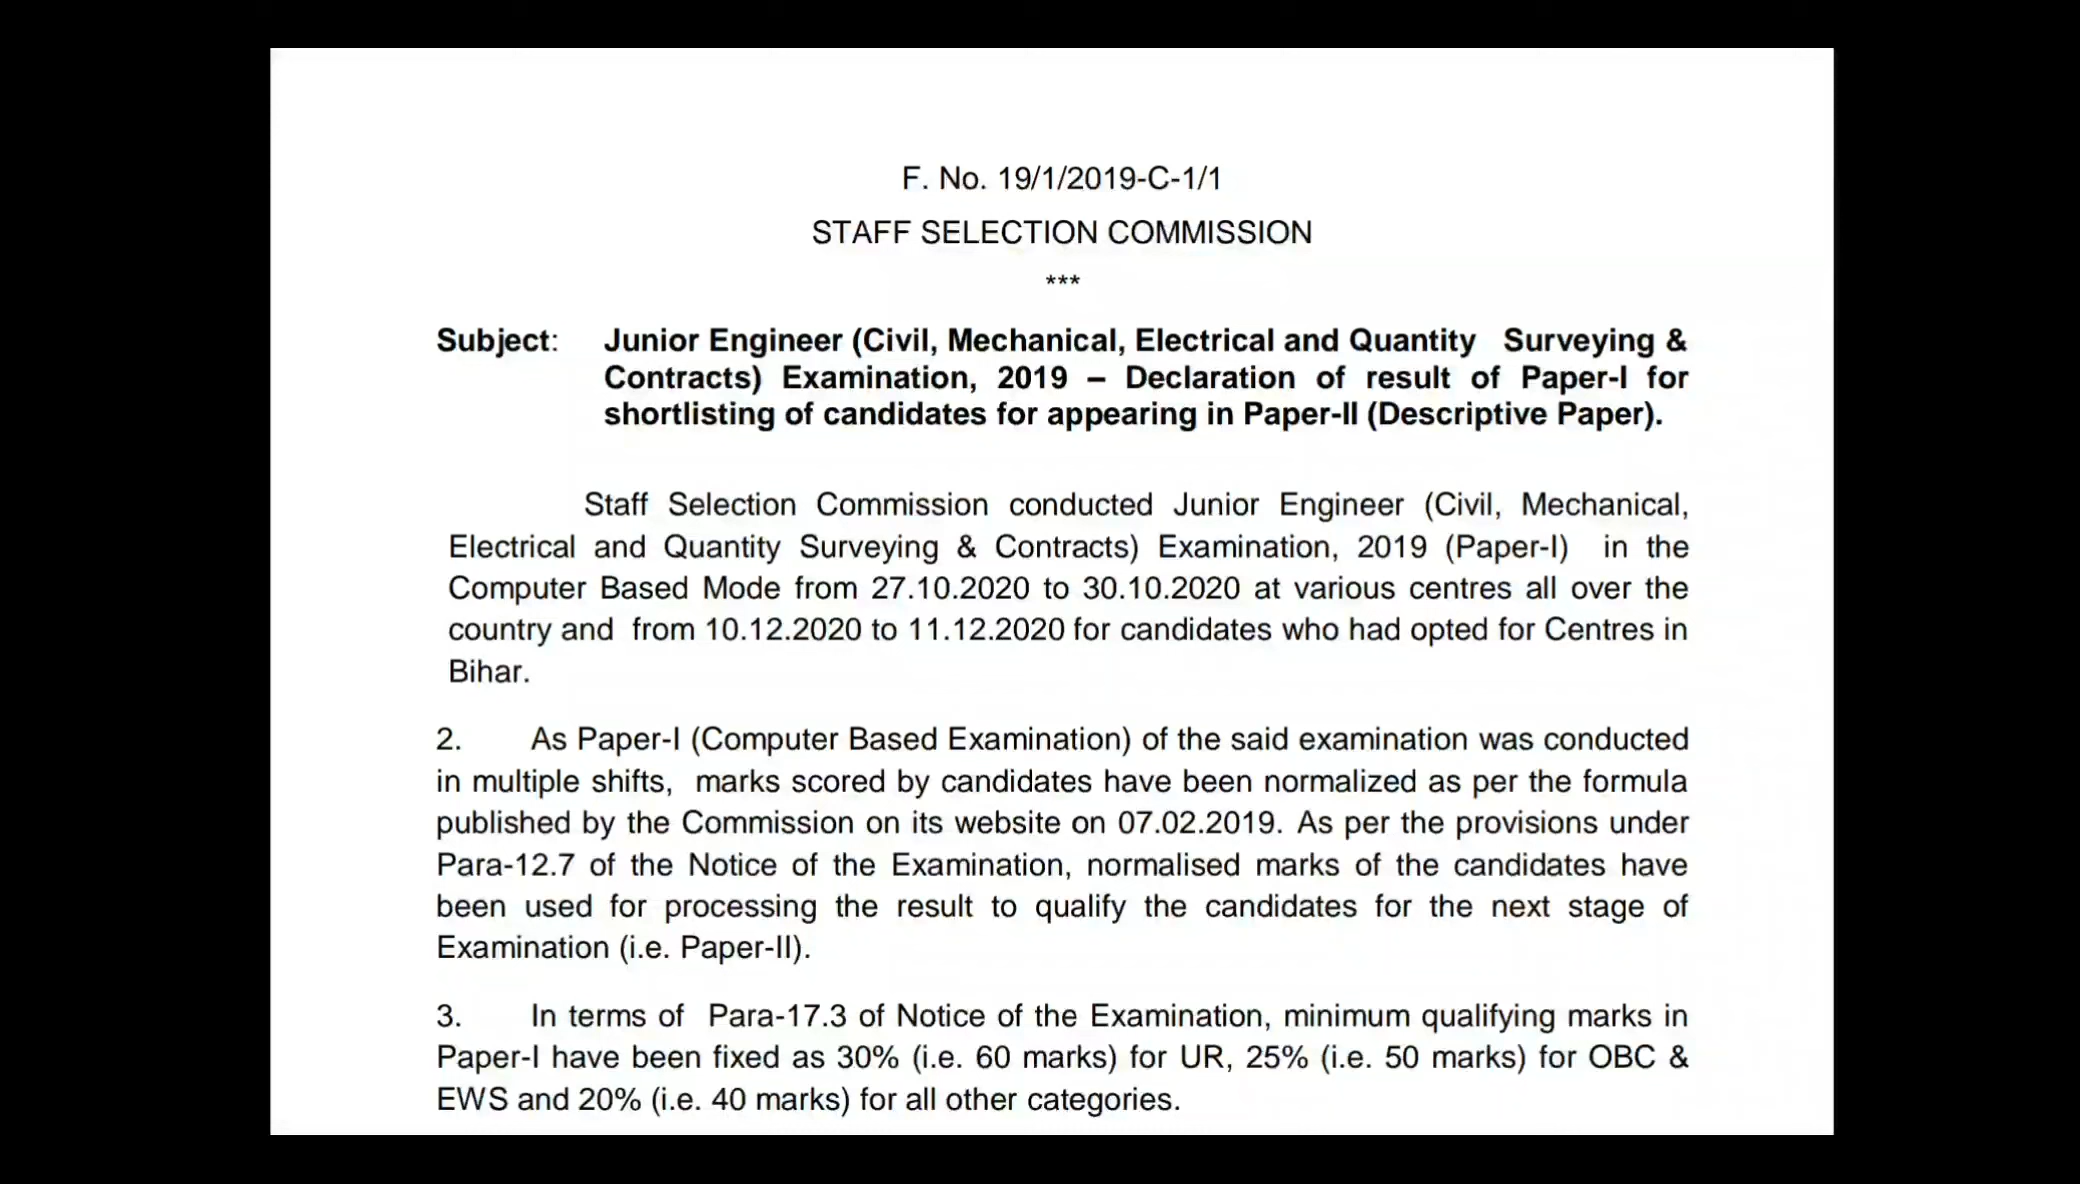 F. No. 19/1/2019-C-1/1
STAFF SELECTION COMMISSION
***
Subject: Junior Engineer (Civil, Mechanical, Electrical and Quantity Surveying &
Contracts) Examination, 2019 – Declaration of result of Paper-I for
shortlisting of candidates for appearing in Paper-II (Descriptive Paper).
Staff Selection Commission conducted Junior Engineer (Civil, Mechanical,
Electrical and Quantity Surveying & Contracts) Examination, 2019 (Paper-I) in the
Computer Based Mode from 27.10.2020 to 30.10.2020 at various centres all over the
country and from 10.12.2020 to 11.12.2020 for candidates who had opted for Centres in
Bihar.
2. As Paper-I (Computer Based Examination) of the said examination was conducted
in multiple shifts, marks scored by candidates have been normalized as per the formula
published by the Commission on its website on 07.02.2019. As per the provisions under
Para-12.7 of the Notice of the Examination, normalised marks of the candidates have
been used for processing the result to qualify the candidates for the next stage of
Examination (i.e. Paper-II).
3. In terms of Para-17.3 of Notice of the Examination, minimum qualifying marks in
Paper-I have been fixed as 30% (i.e. 60 marks) for UR, 25% (i.e. 50 marks) for OBC &
EWS and 20% (i.e. 40 marks) for all other categories.